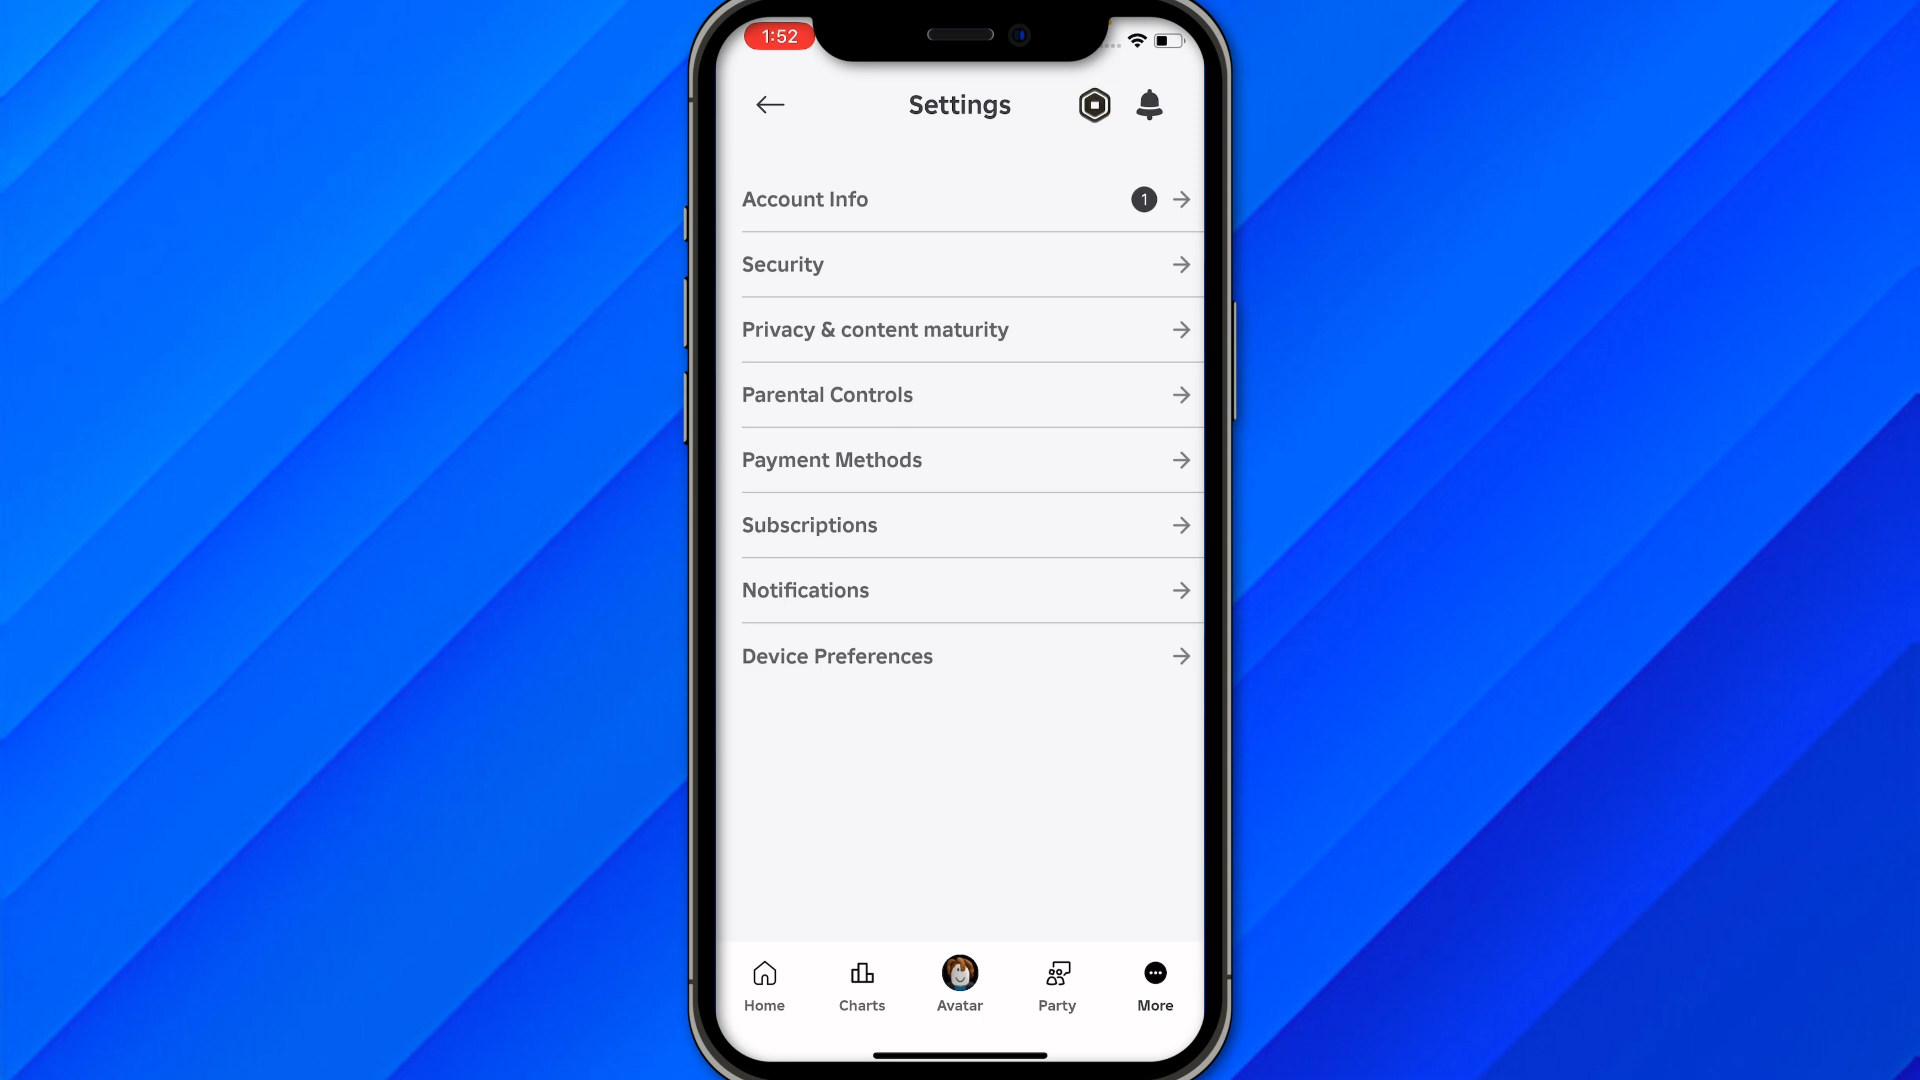 1:52
Settings
Account Info 1
Security
Privacy & content maturity
Parental Controls
Payment Methods
Subscriptions
Notifications
Device Preferences
Home Charts Avatar Party More